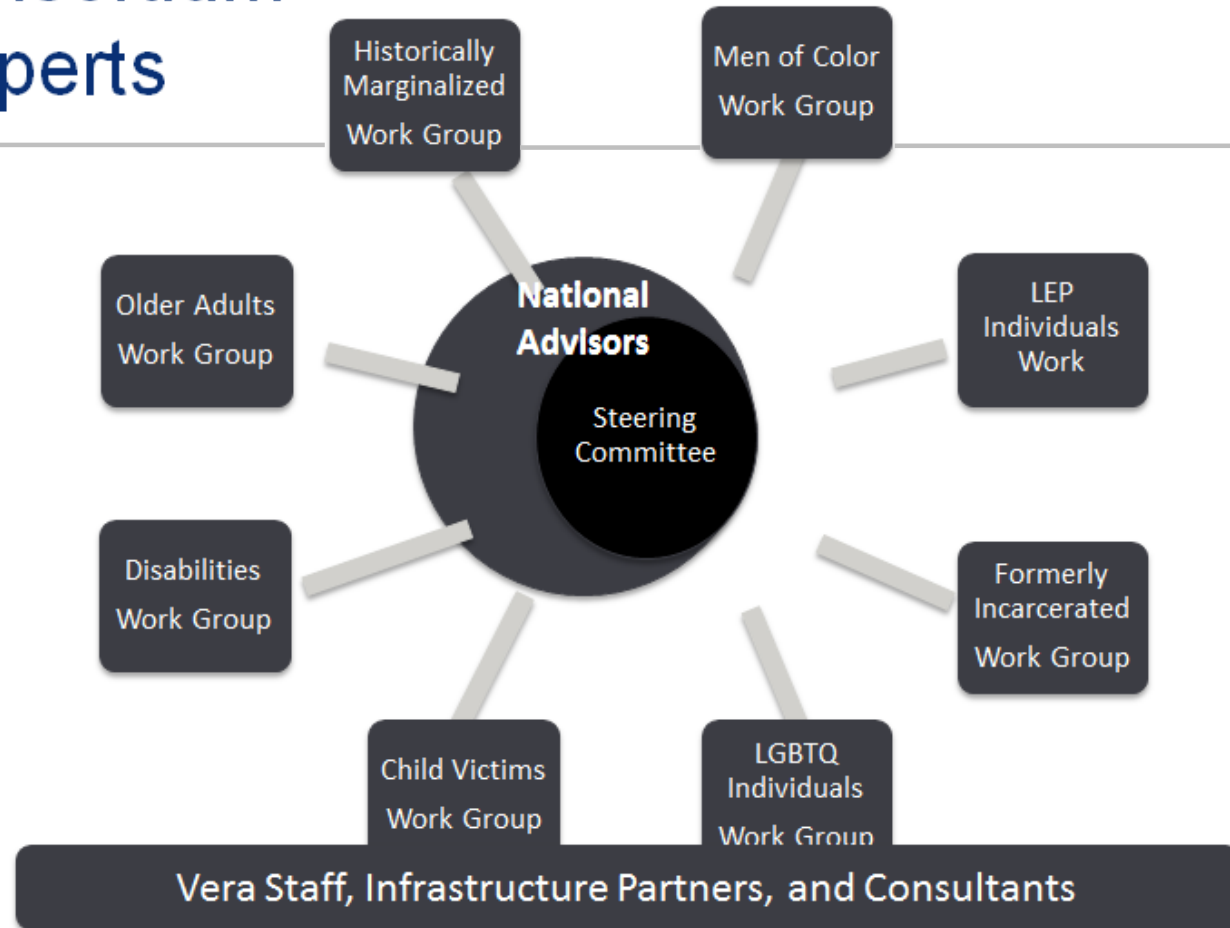 perts
Historically
Marginalized
Work Group
Men of Color
Work Group
Older Adults
Work Group
National
Advisors
LEP
Individuals
Work
Steering
Committee
Disabilities
Work Group
Formerly
Incarcerated
Work Group
Child Victims
Work Group
LGBTQ
Individuals
Work Group
Vera Staff, Infrastructure Partners, and Consultants